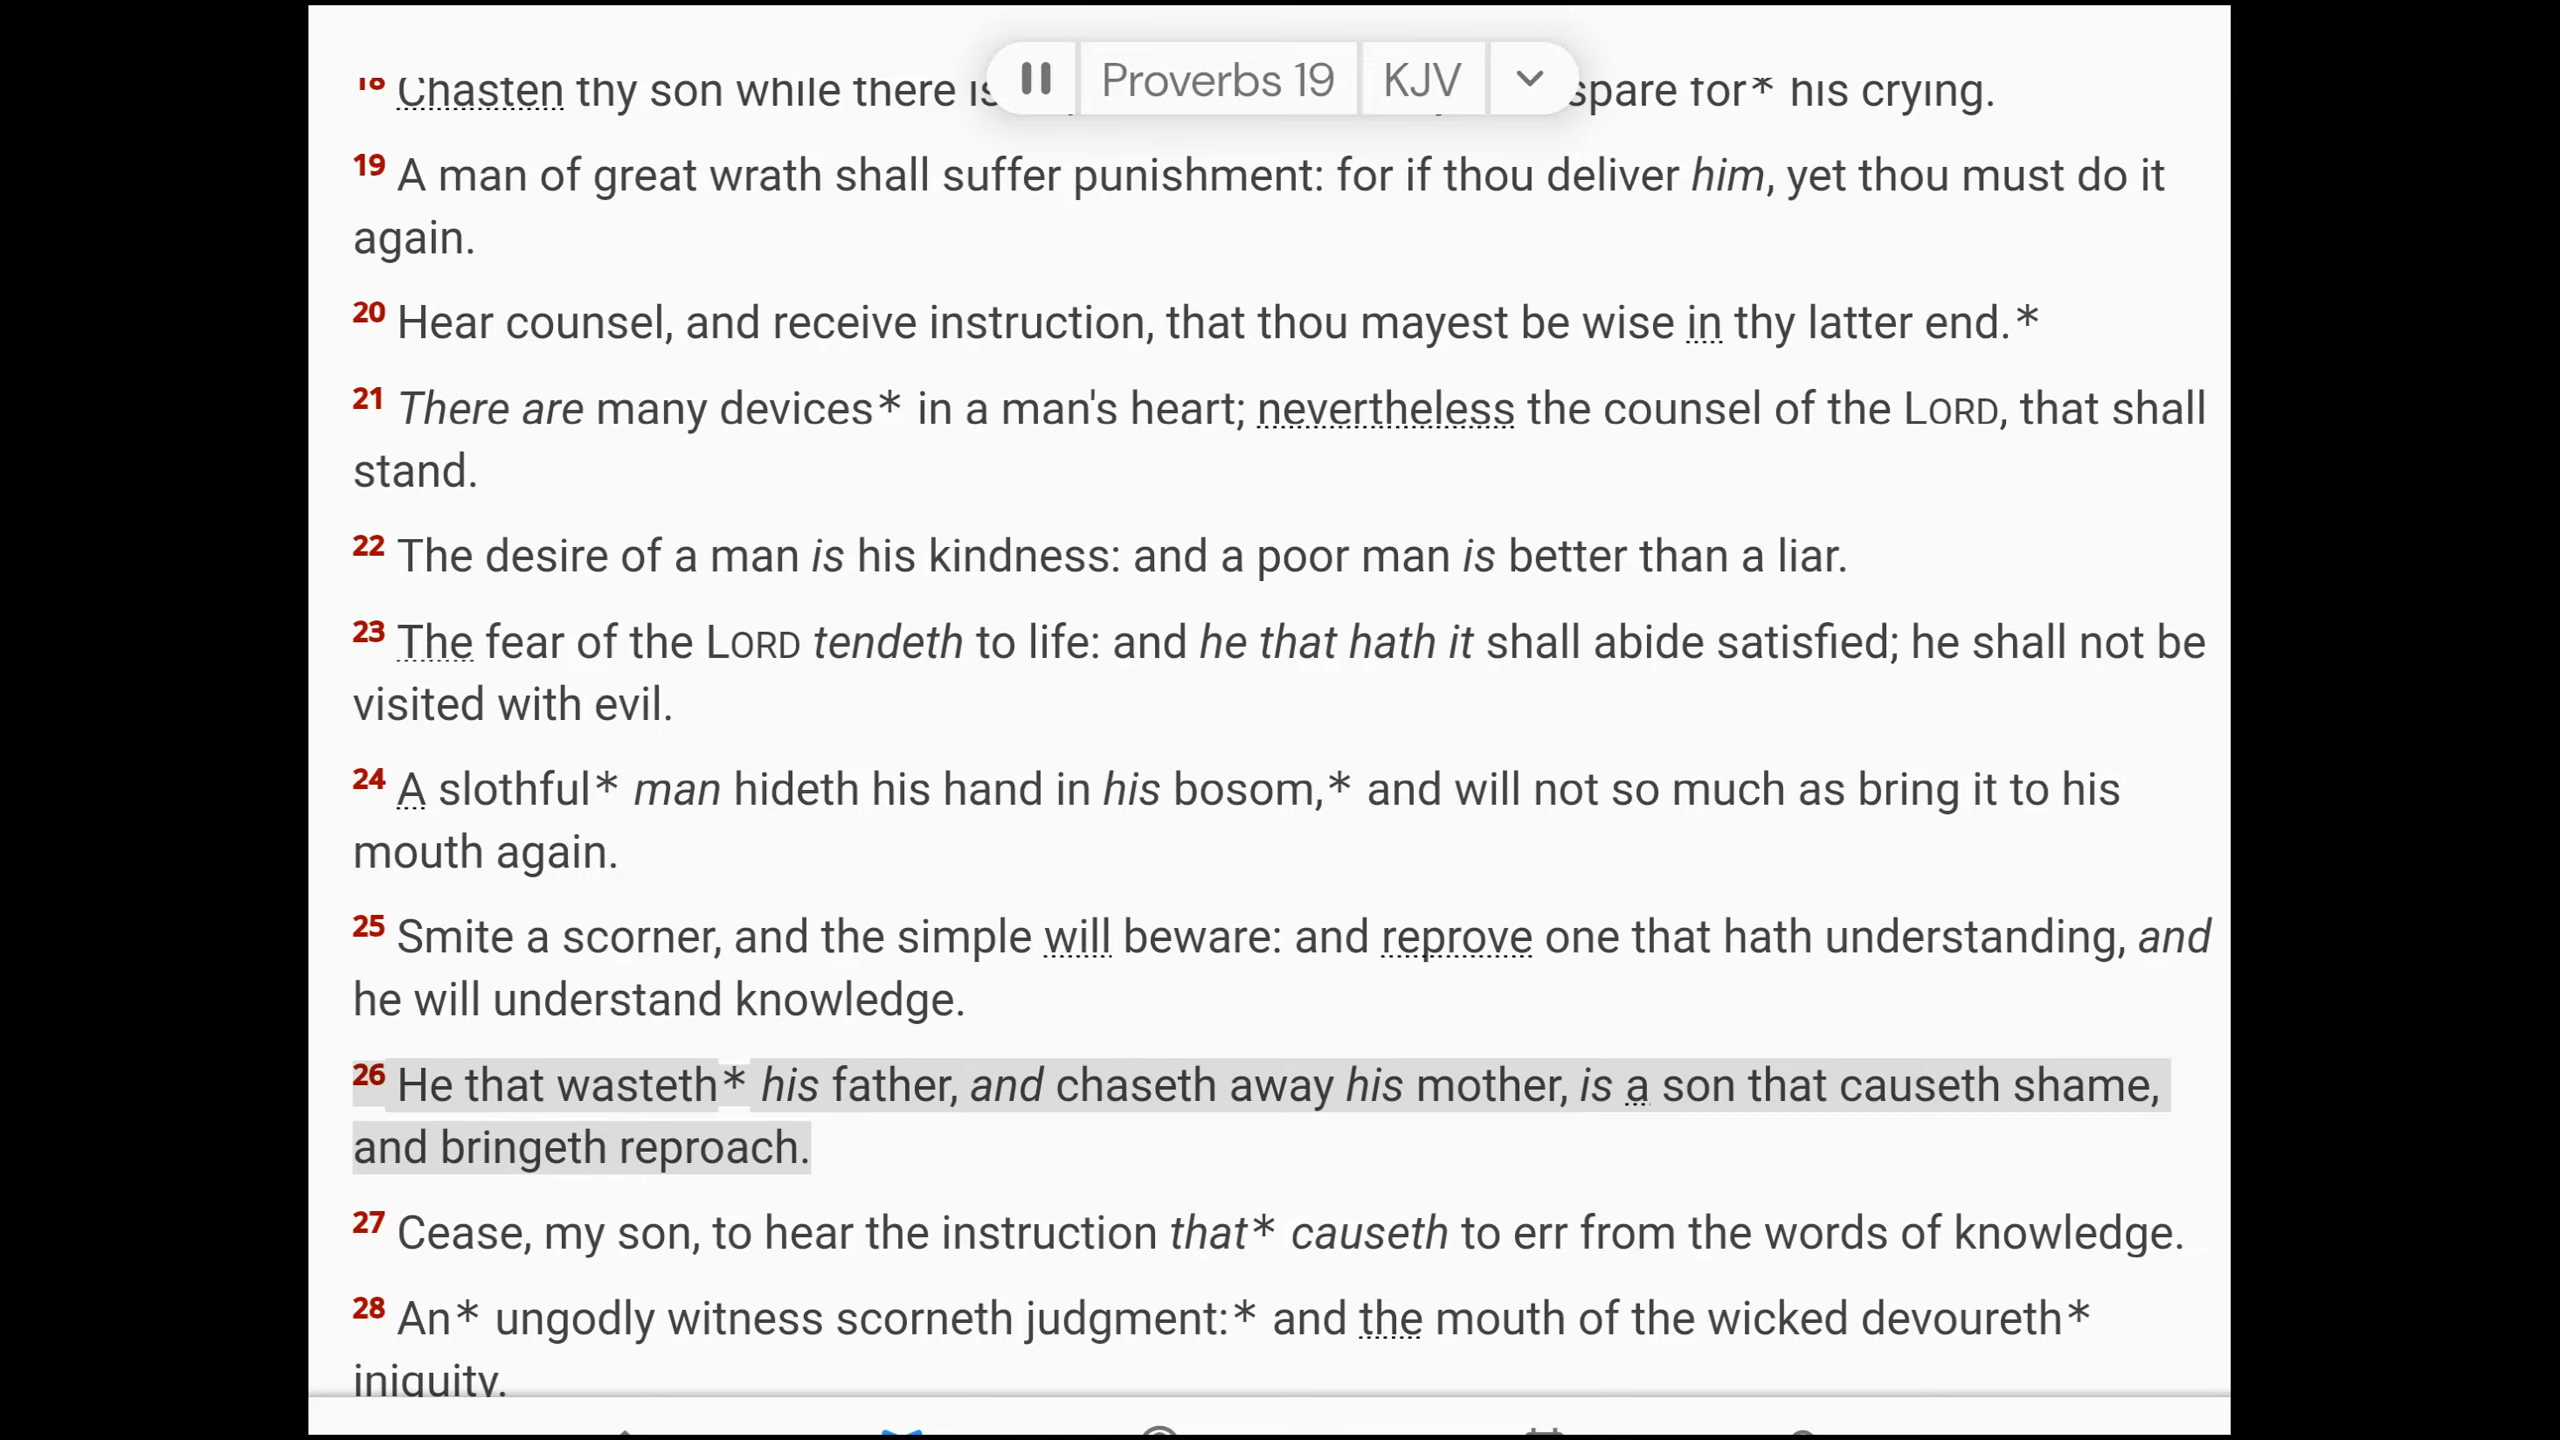 Proverbs 19 KJV
18 Chasten thy son while there is spare for* his crying.
19 A man of great wrath shall suffer punishment: for if thou deliver him, yet thou must do it
again.
20 Hear counsel, and receive instruction, that thou mayest be wise in thy latter end.*
21 There are many devices* in a man's heart; nevertheless the counsel of the LORD, that shall
stand.
22 The desire of a man is his kindness: and a poor man is better than a liar.
23 The fear of the LORD tendeth to life: and he that hath it shall abide satisfied; he shall not be
visited with evil.
24 A slothful* man hideth his hand in his bosom,* and will not so much as bring it to his
mouth again.
25 Smite a scorner, and the simple will beware: and reprove one that hath understanding, and
he will understand knowledge.
26 He that wasteth* his father, and chaseth away his mother, is a son that causeth shame,
and bringeth reproach.
27 Cease, my son, to hear the instruction that* causeth to err from the words of knowledge.
28 An* ungodly witness scorneth judgment:* and the mouth of the wicked devoureth*
iniquity.